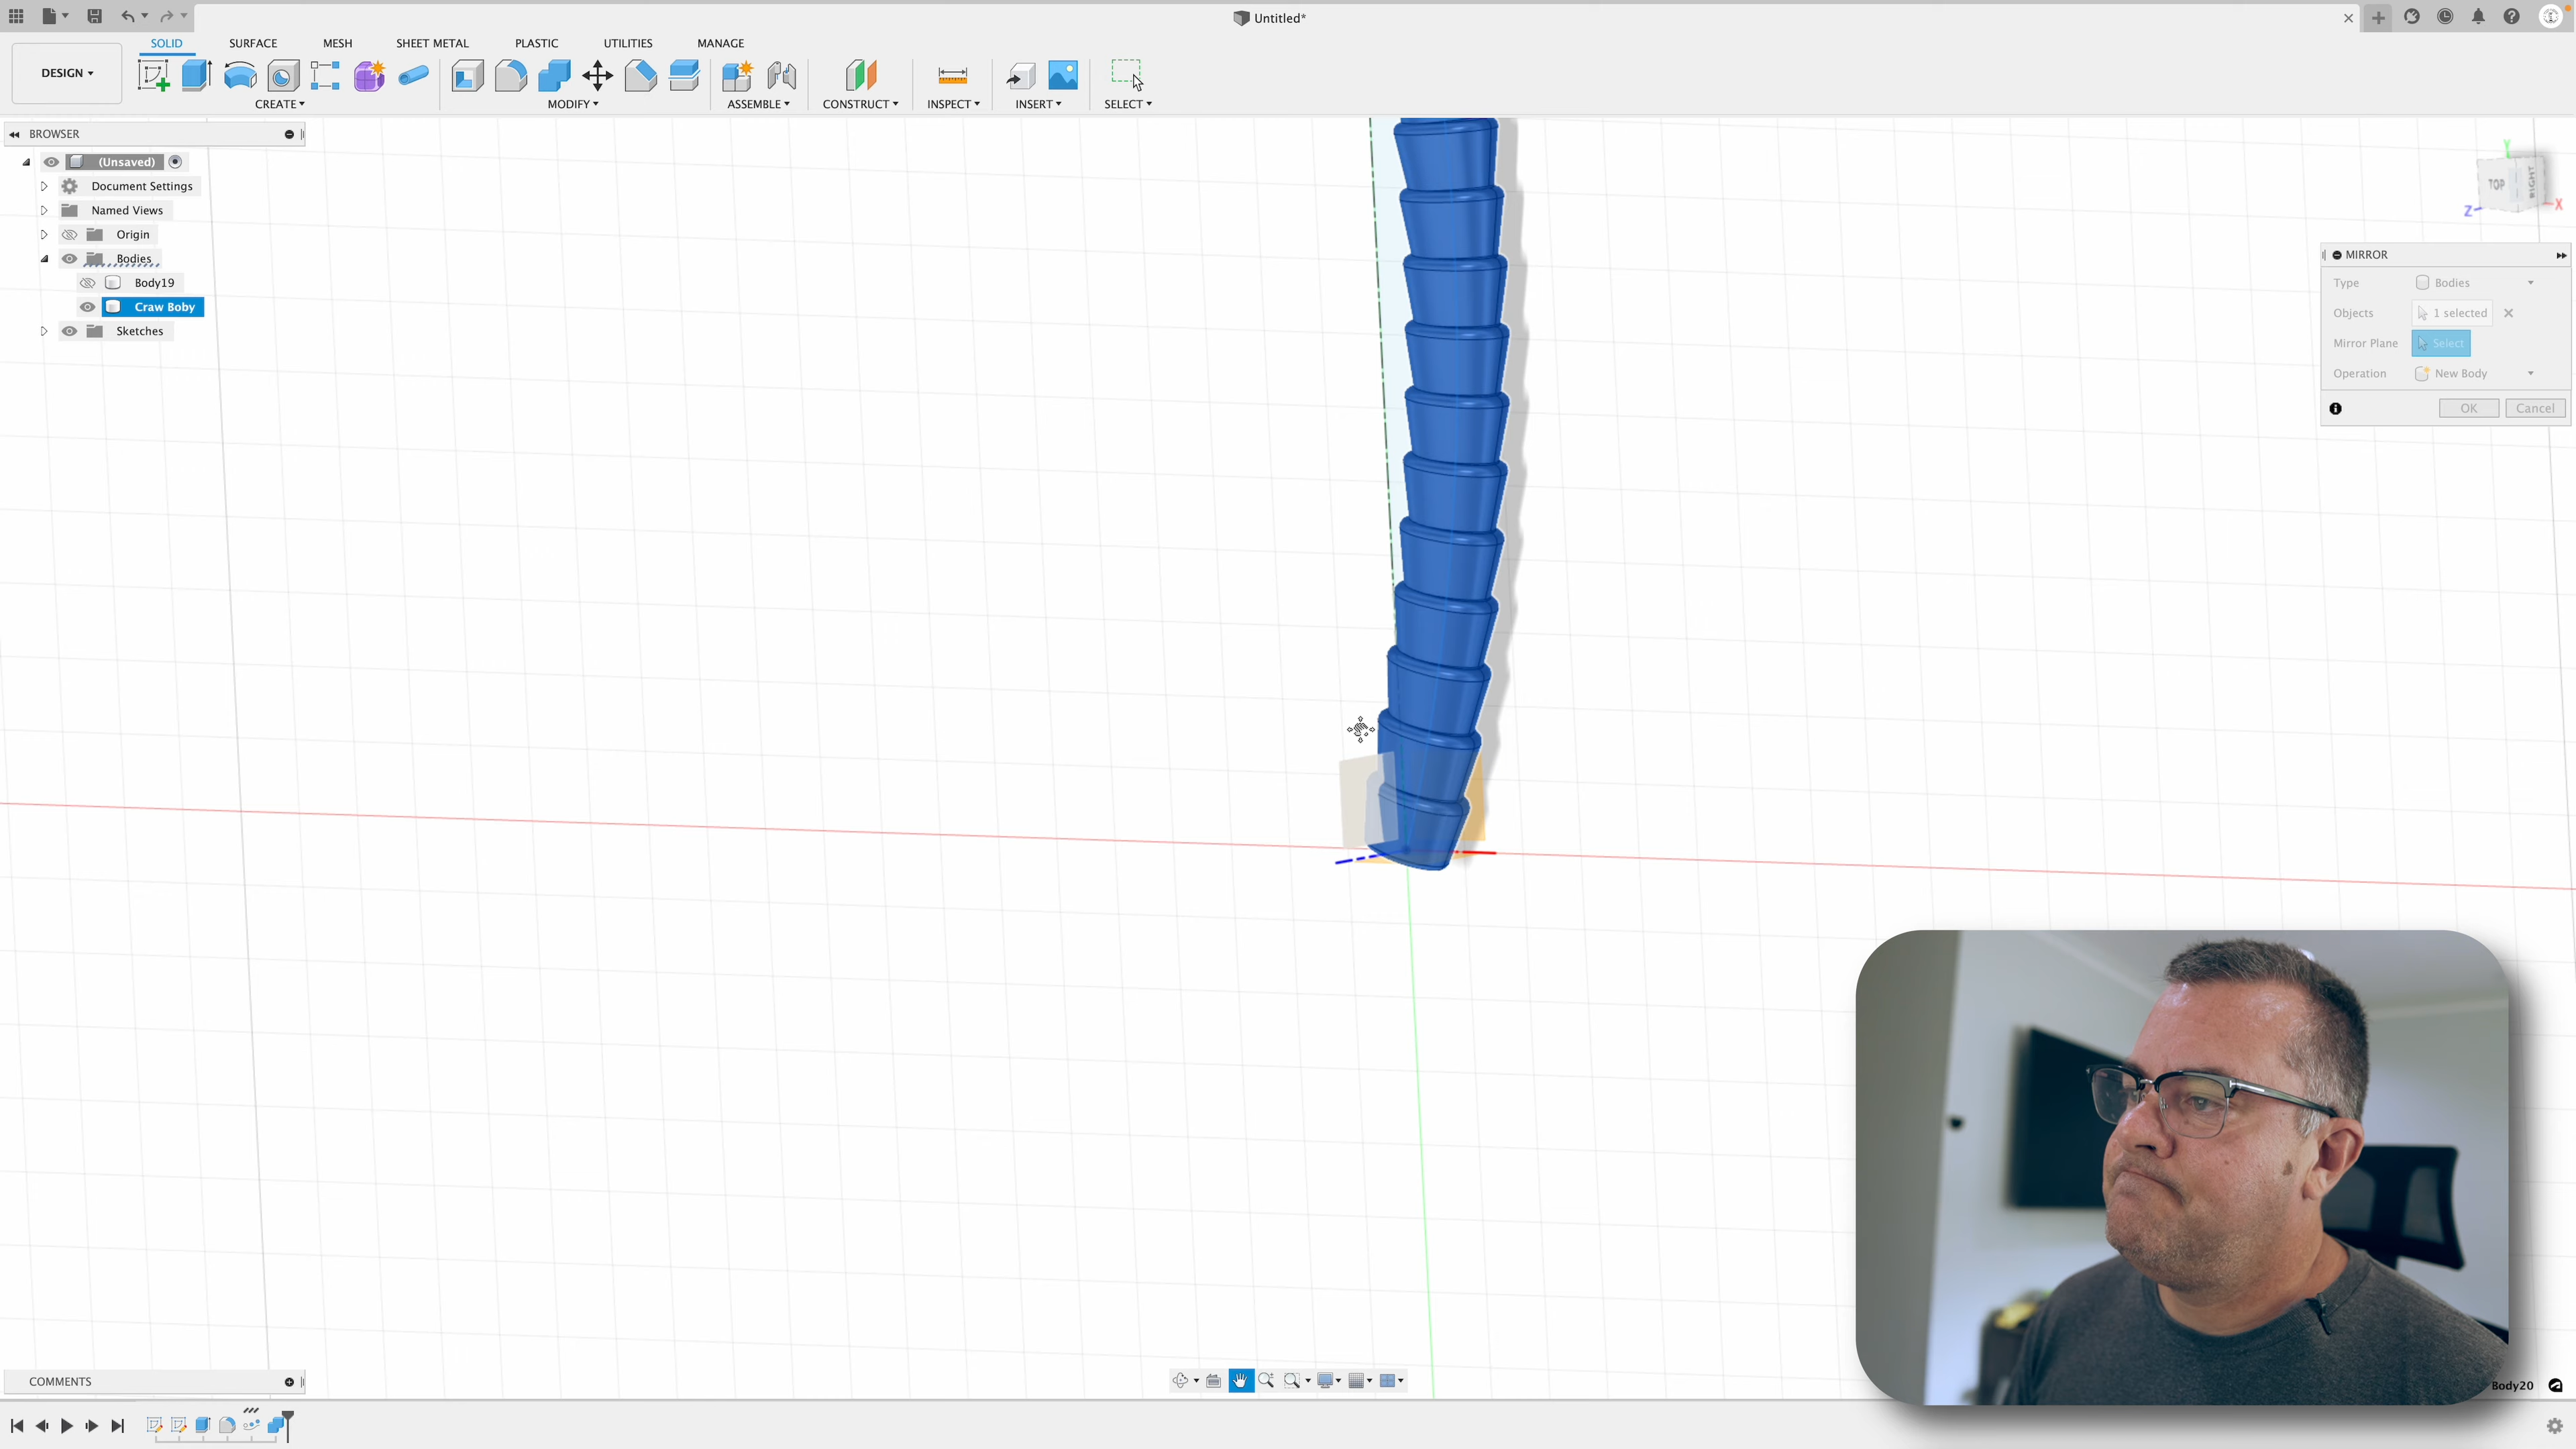 Untitled*
SOLID SURFACE MESH SHEET METAL PLASTIC UTILITIES MANAGE
DESIGN
CREATE MODIFY ASSEMBLE CONSTRUCT INSPECT INSERT SELECT
BROWSER
(Unsaved)
Document Settings
Named Views
Origin
Bodies
Body19
Craw Boby
Sketches
Y
TOP
RIGHT
Z
X
MIRROR
Type Bodies
Objects 1 selected
Mirror Plane Select
Operation New Body
OK Cancel
COMMENTS
Body20